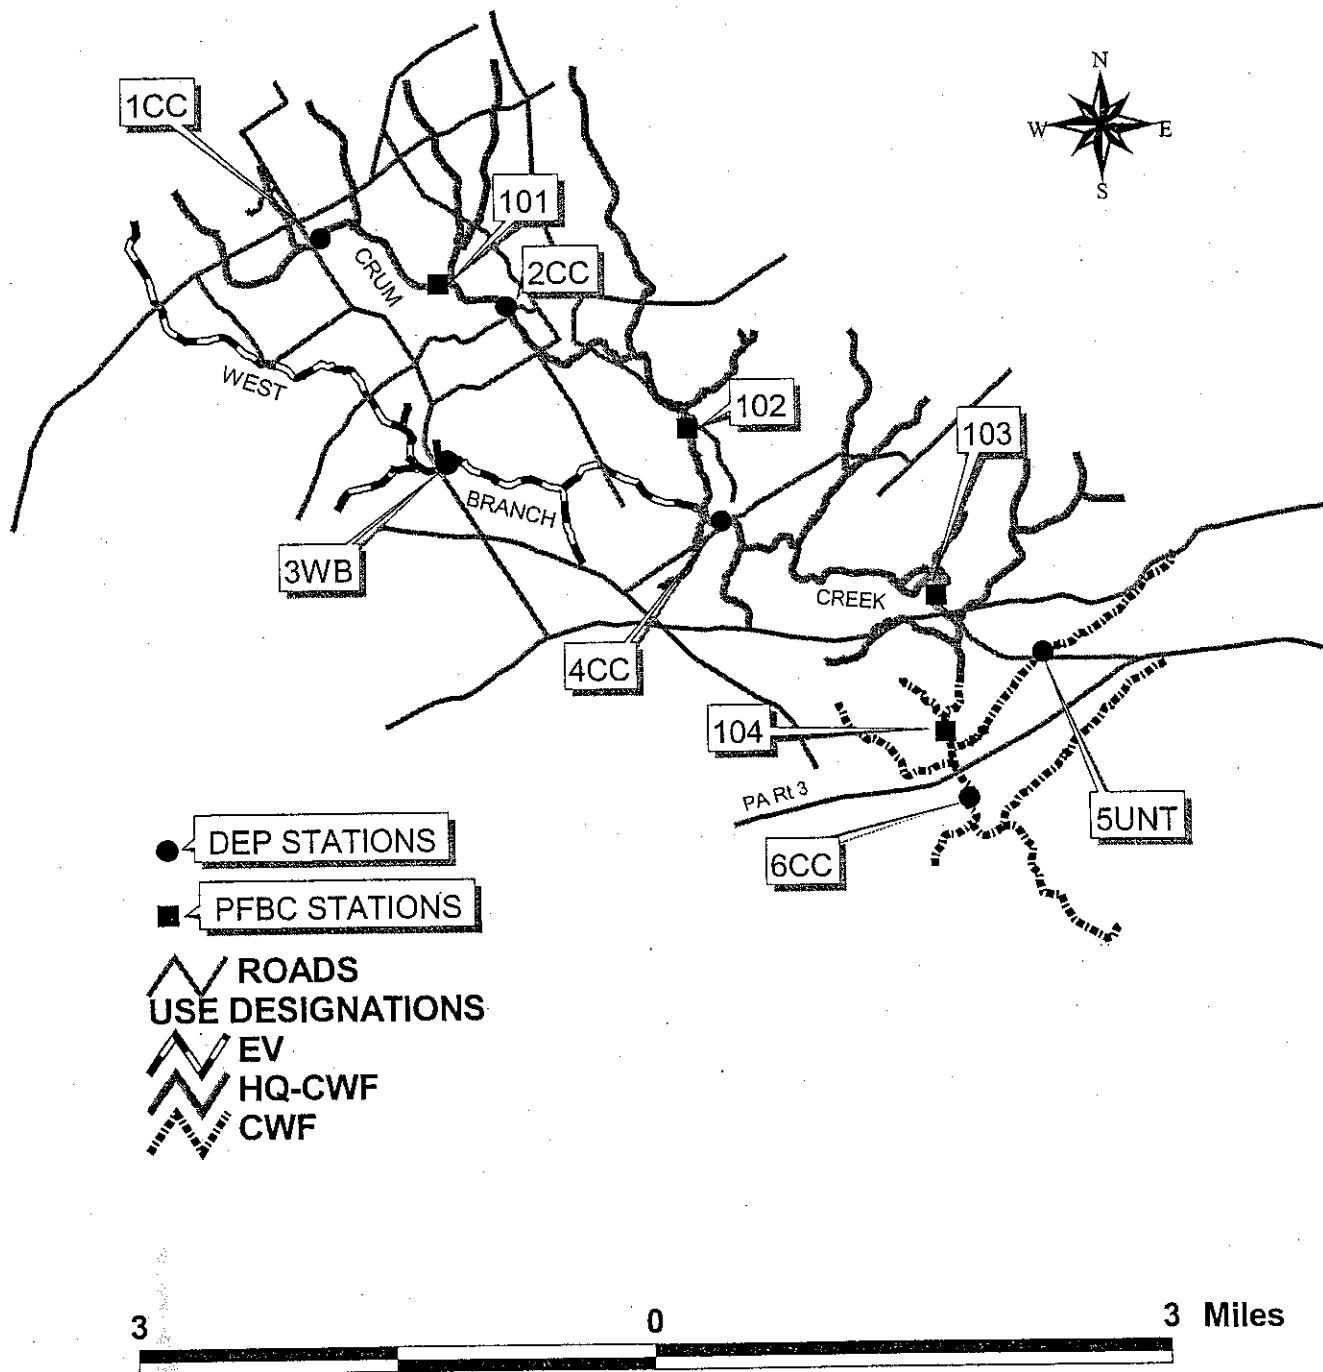 N
W E
S
1CC
101
2CC
CRUM
WEST
102
103
BRANCH
3WB
CREEK
4CC
104
PA Rt 3
5UNT
6CC
DEP STATIONS
PFBC STATIONS
ROADS
USE DESIGNATIONS
EV
HQ-CWF
CWF
3 0 3 Miles